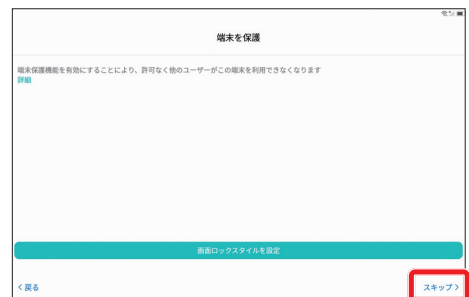 端末を保護
端末保護機能を有効にすることにより、許可なく他のユーザーがこの端末を利用できなくなります
詳細
画面ロックスタイルを設定
く戻る
スキップ >